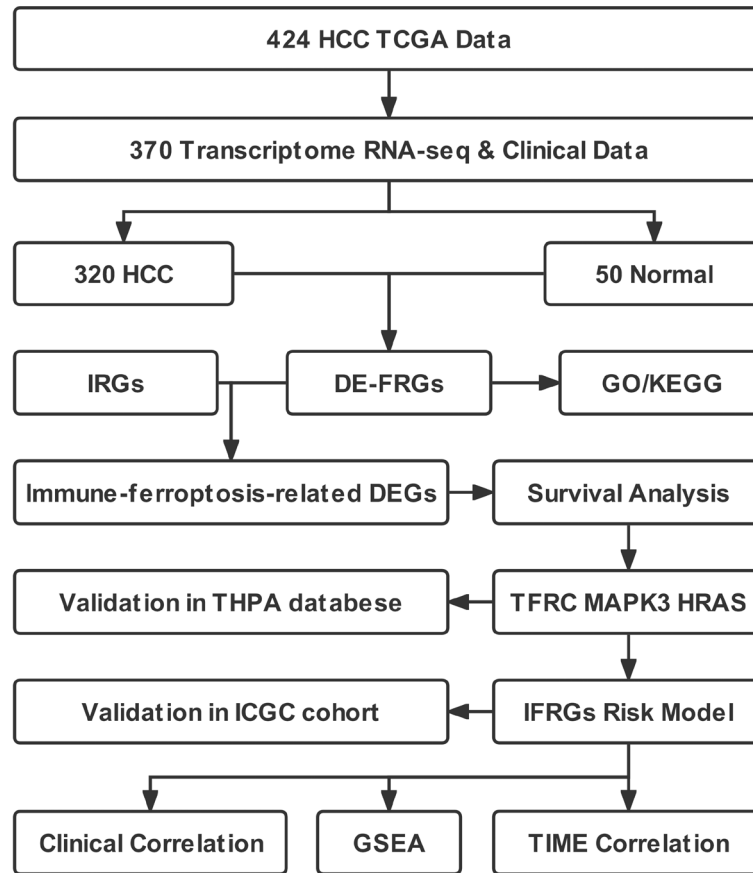 424 HCC TCGA Data
370 Transcriptome RNA-seq & Clinical Data
320 HCC
50 Normal
IRGs
DE-FRGs
GO/KEGG
Immune-ferroptosis-related DEGs
Survival Analysis
Validation in THPA databese
TFRC MAPK3 HRAS
Validation in ICGC cohort
IFRGs Risk Model
Clinical Correlation
GSEA
TIME Correlation